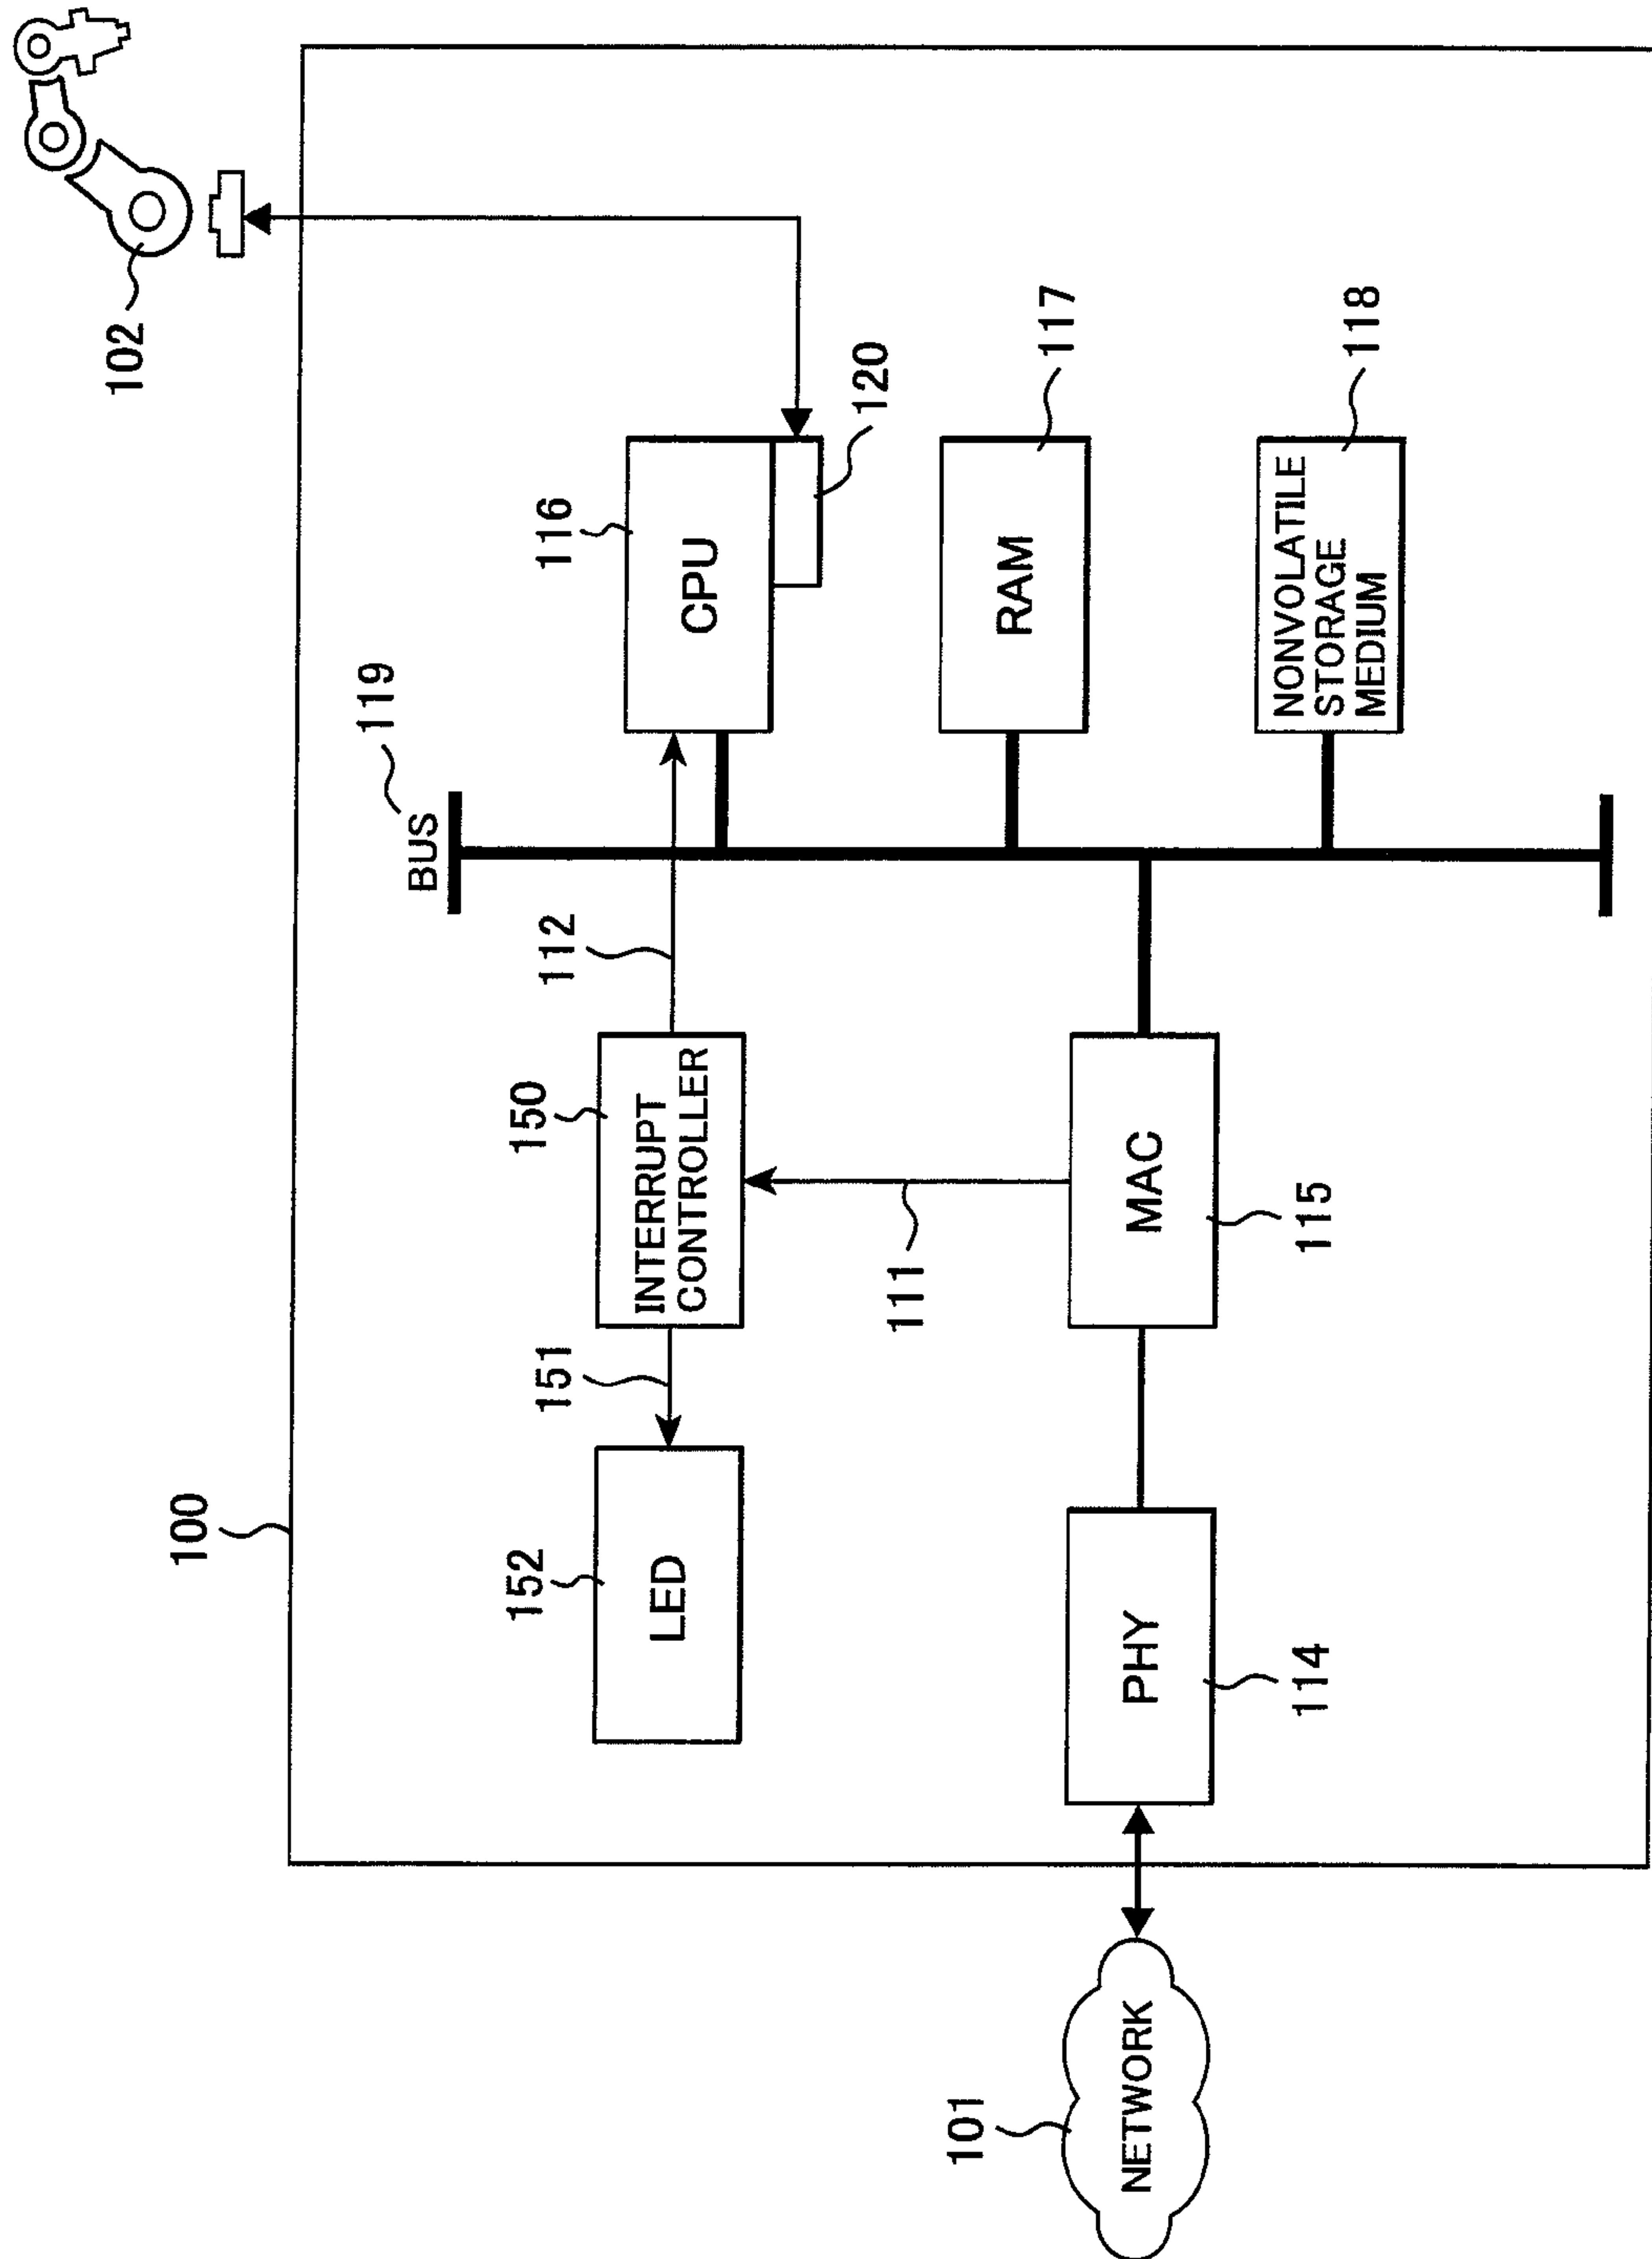 100
102
152
LED
151
150
INTERRUPT
CONTROLLER
112
119
BUS
116
CPU
120
111
101
NETWORK
PHY
114
MAC
115
RAM
117
NONVOLATILE
STORAGE
MEDIUM
118